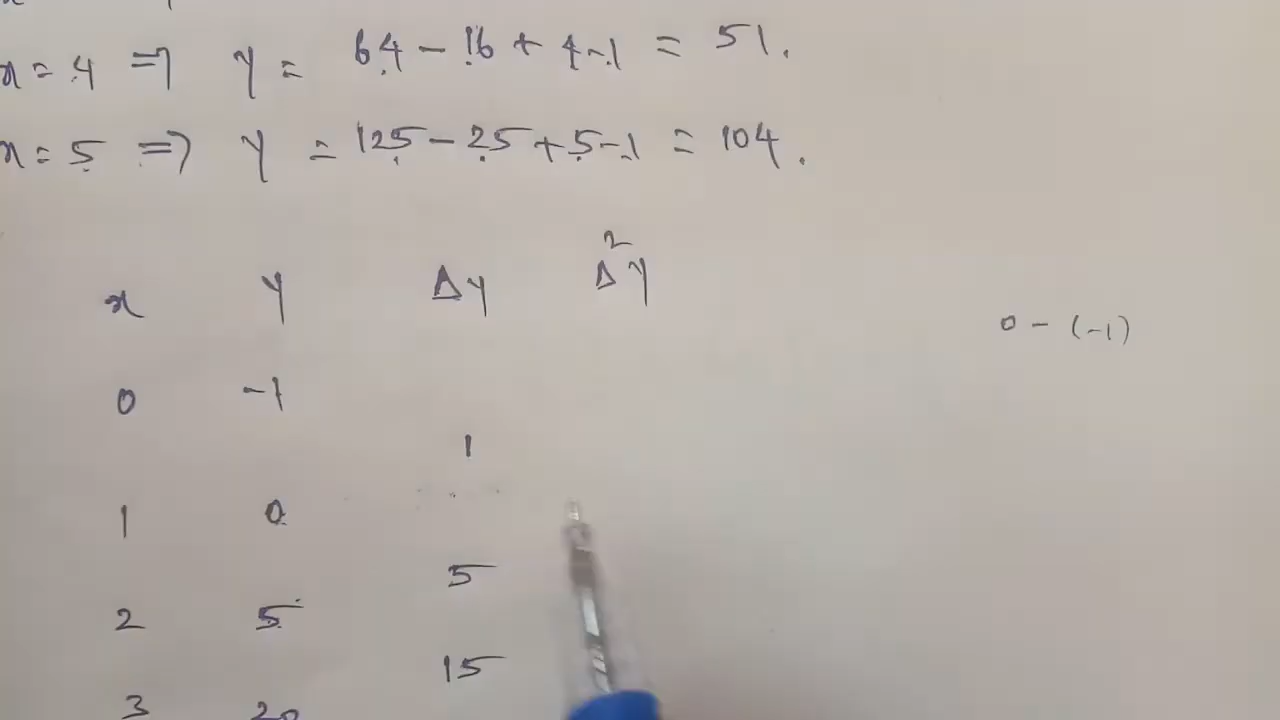 x = 4 ⇒ y = 64 - 16 + 4 - 1 = 51.
x = 5 ⇒ y = 125 - 25 + 5 - 1 = 104.
x y Δy Δ²y
0 - (-1)
0 -1
1
1 0
5
2 5
15
3 20